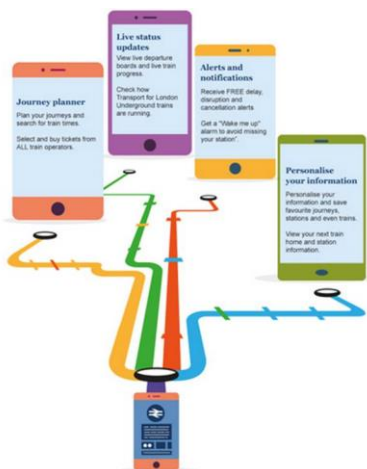 Live status
updates
View live departure
boards and live train
progress.
Check how
Transport for London
Underground trains
are running.
Alerts and
notifications
Receive FREE delay,
disruption and
cancellation alerts
Get a "Wake me up"
alarm to avoid missing
your station".
Journey planner
Plan your journeys and
search for train times.
Select and buy tickets from
ALL train operators.
Personalise
your information
Personalise your
information and save
favourite journeys,
stations and even trains.
View your next train
home and station
information.